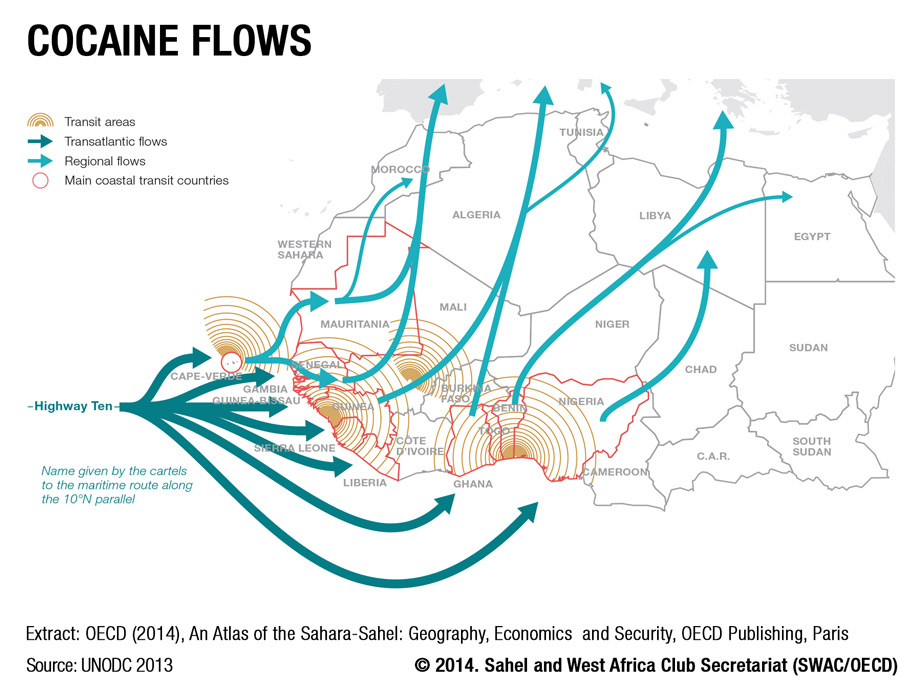 COCAINE FLOWS
Transit areas
Transatlantic flows
Regional flows
Main coastal transit countries
TUNISIA
MOROCCO
ALGERIA
LIBYA
EGYPT
WESTERN
SAHARA
MALI
MAURITANIA
NIGER
SUDAN
SENEGAL
CHAD
CAPE-VERDE
GAMBIA
BURKINA
FASO
GUINEA-BISSAU
NIGERIA
–Highway Ten–
GUINEA
BENIN
TOGO
SIERRA LEONE
CÔTE
D'IVOIRE
SOUTH
SUDAN
C.A.R.
Name given by the cartels
to the maritime route along
the 10°N parallel
CAMEROON
LIBERIA
GHANA
Extract: OECD (2014), An Atlas of the Sahara-Sahel: Geography, Economics and Security, OECD Publishing, Paris
Source: UNODC 2013
© 2014. Sahel and West Africa Club Secretariat (SWAC/OECD)